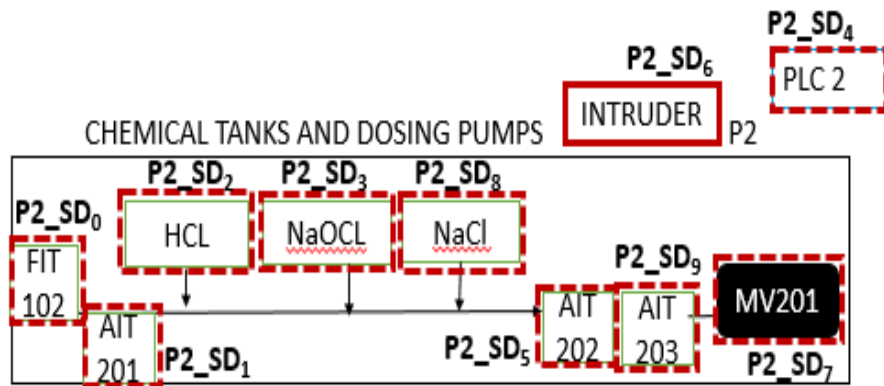 P2_SD₄
P2_SD₆
PLC 2
INTRUDER
CHEMICAL TANKS AND DOSING PUMPS
P2
P2_SD₂
P2_SD₃
P2_SD₈
P2_SD₀
HCL
NaOCL
NaCl
FIT
102
P2_SD₉
AIT
201
P2_SD₁
P2_SD₅
AIT
202
AIT
203
MV201
P2_SD₇